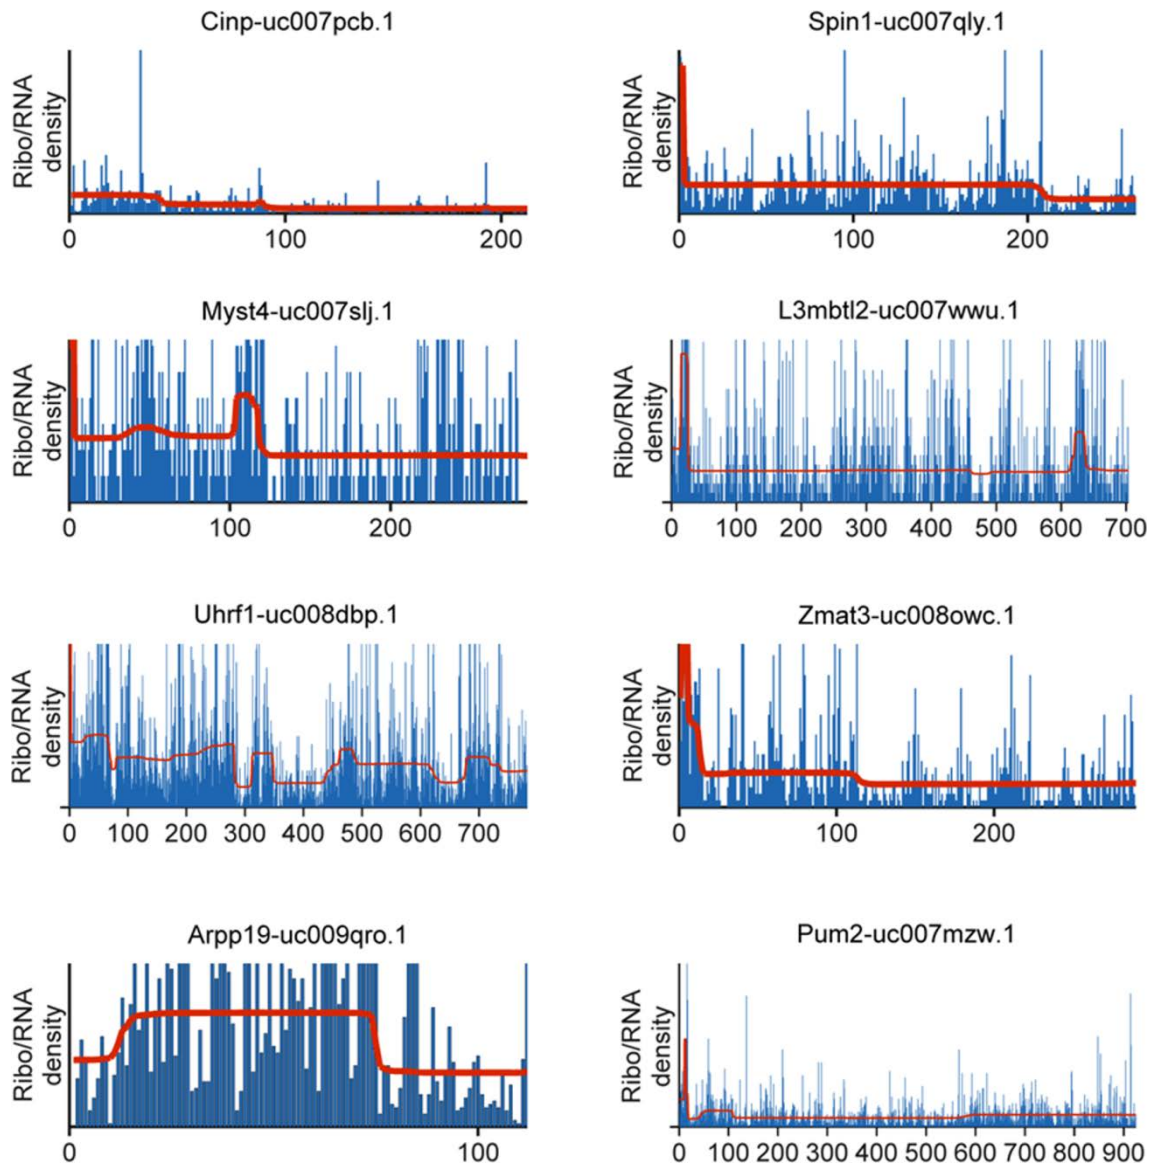 Cinp-uc007pcb.1
Ribo/RNA
density
0 100 200
Spin1-uc007qly.1
Ribo/RNA
density
0 100 200
Myst4-uc007slj.1
Ribo/RNA
density
0 100 200
L3mbtl2-uc007wwu.1
Ribo/RNA
density
0 100 200 300 400 500 600 700
Uhrf1-uc008dbp.1
Ribo/RNA
density
0 100 200 300 400 500 600 700
Zmat3-uc008owc.1
Ribo/RNA
density
0 100 200
Arpp19-uc009qro.1
Ribo/RNA
density
0 100
Pum2-uc007mzw.1
Ribo/RNA
density
0 100 200 300 400 500 600 700 800 900